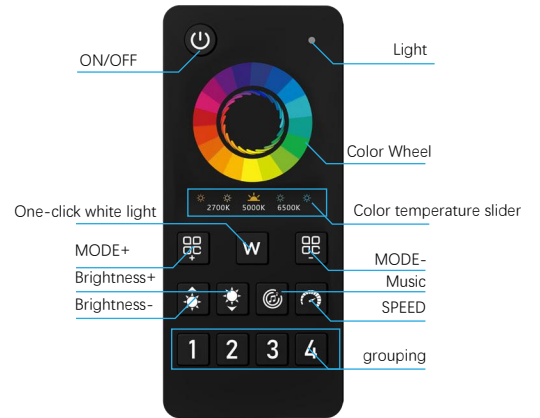 ON/OFF
Light
Color Wheel
2700K 5000K 6500K
One-click white light
Color temperature slider
W
MODE+
MODE-
Brightness+
Music
Brightness-
SPEED
1 2 3 4
grouping